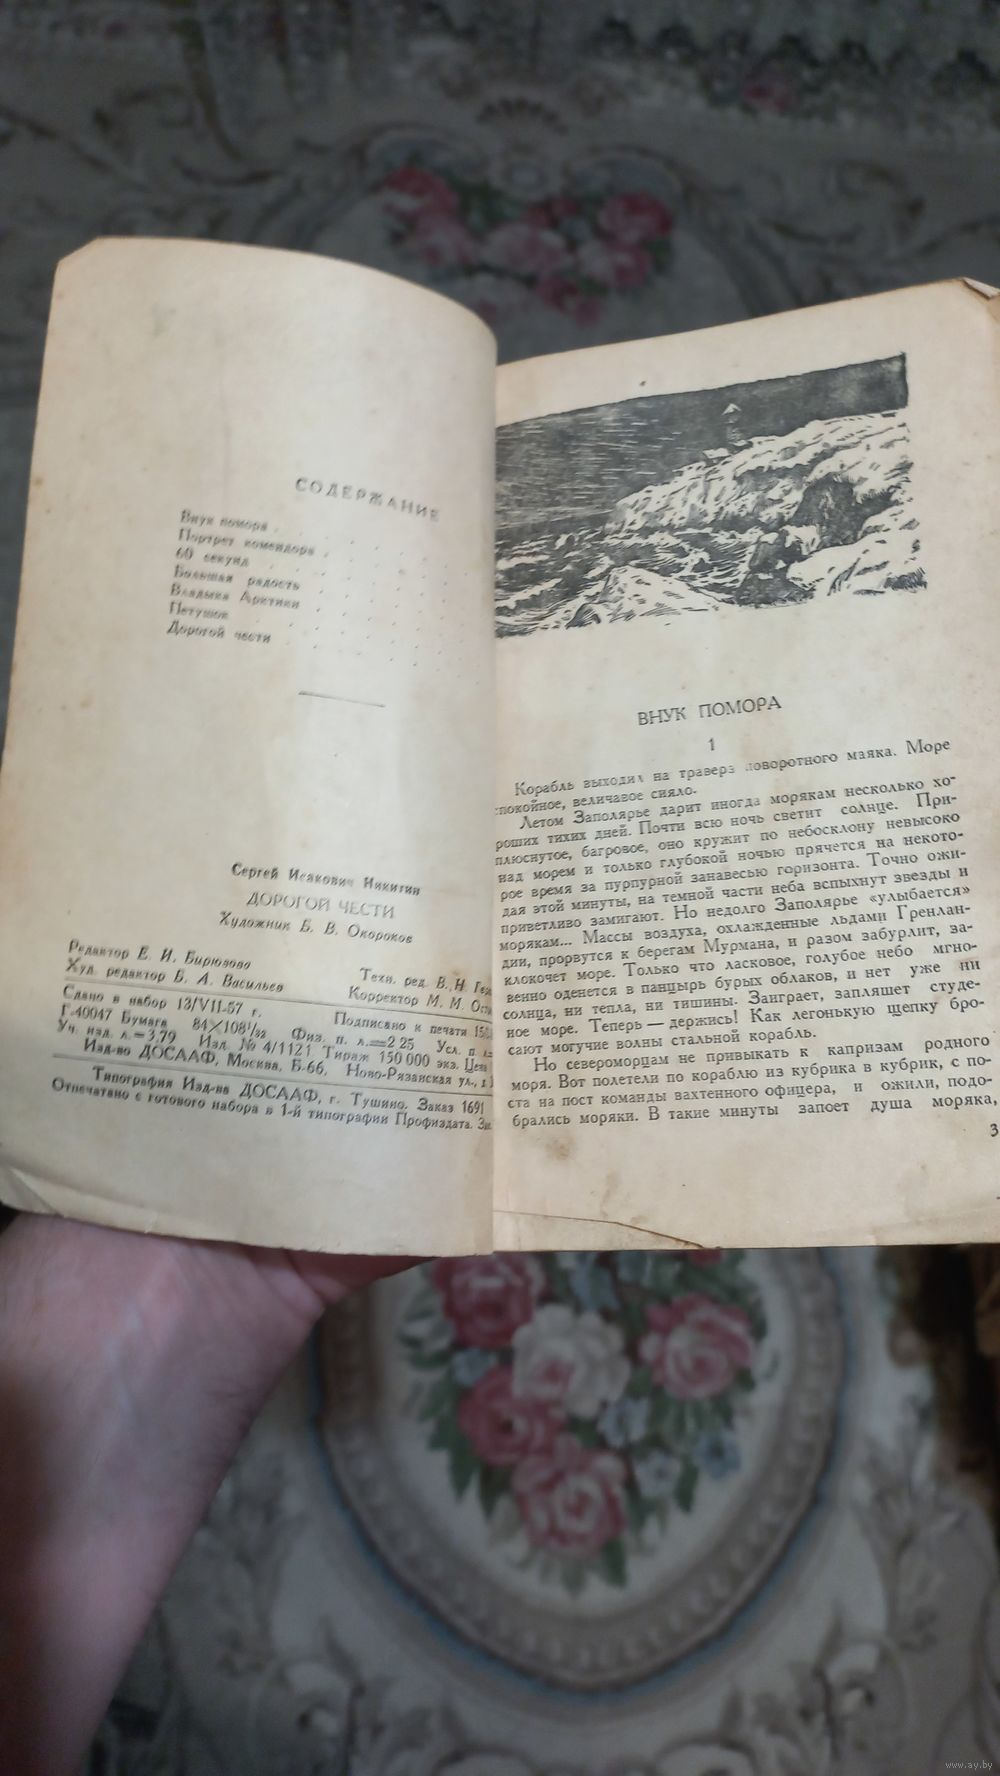 СОДЕРЖАНИЕ
Внук помора
Портрет комендора
60 секунд
Большая радость
Владыка Арктики
Петушок
Дорогой чести
Сергей Исакович Никитин
ДОРОГОЙ ЧЕСТИ
Художник Б. В. Окороков
Редактор Е. И. Бирюзова
Худ. редактор Б. А. Васильев
Техн. ред. В. Н.
Корректор М. М.
Сдано в набор 13/VII-57 г.
Подписано к печати
Г-40047 Бумага 84×108¹/₃₂ Физ. п. л.=2 25 Усл. п.
Уч. изд. л.=3,79 Изд. № 4/1121 Тираж 150 000 экз. Цена
Изд-во ДОСААФ, Москва, Б-66, Ново-Рязанская ул.,
Типография Изд-ва ДОСААФ, г. Тушино. Заказ 1691
Отпечатано с готового набора в 1-й типографии Профиздата.
ВНУК ПОМОРА
1
Корабль выходил на траверз поворотного маяка. Море
спокойное, величавое сияло.
Летом Заполярье дарит иногда морякам несколько хо-
роших тихих дней. Почти всю ночь светит солнце. При-
плюснутое, багровое, оно кружит по небосклону невысоко
над морем и только глубокой ночью прячется на некото-
рое время за пурпурной занавесью горизонта. Точно ожи-
дая этой минуты, на темной части неба вспыхнут звезды и
приветливо замигают. Но недолго Заполярье «улыбается»
морякам... Массы воздуха, охлажденные льдами Гренлан-
дии, прорвутся к берегам Мурмана, и разом забурлит, за-
клокочет море. Только что ласковое, голубое небо мгно-
венно оденется в панцырь бурых облаков, и нет уже ни
солнца, ни тепла, ни тишины. Заиграет, запляшет студе-
ное море. Теперь — держись! Как легонькую щепку бро-
сают могучие волны стальной корабль.
Но североморцам не привыкать к капризам родного
моря. Вот полетели по кораблю из кубрика в кубрик, с по-
ста на пост команды вахтенного офицера, и ожили, подо-
брались моряки. В такие минуты запоет душа моряка,
3
www.ay.by